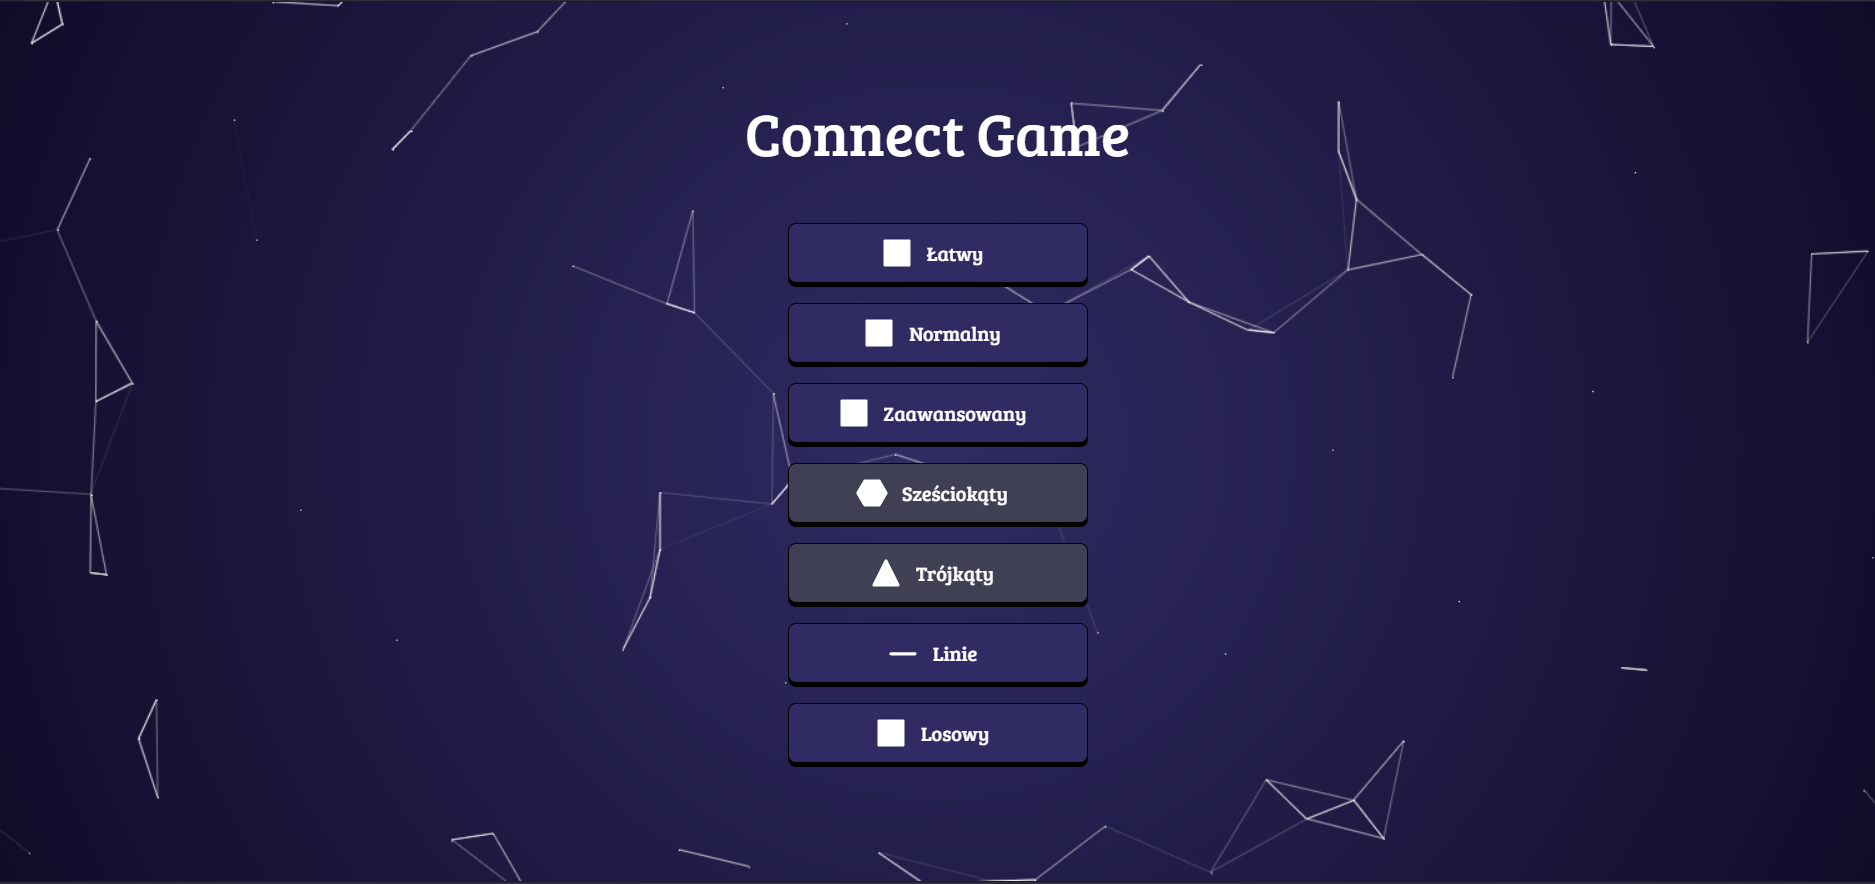 Connect Game
Łatwy
Normalny
Zaawansowany
Sześciokąty
Trójkąty
Linie
Losowy